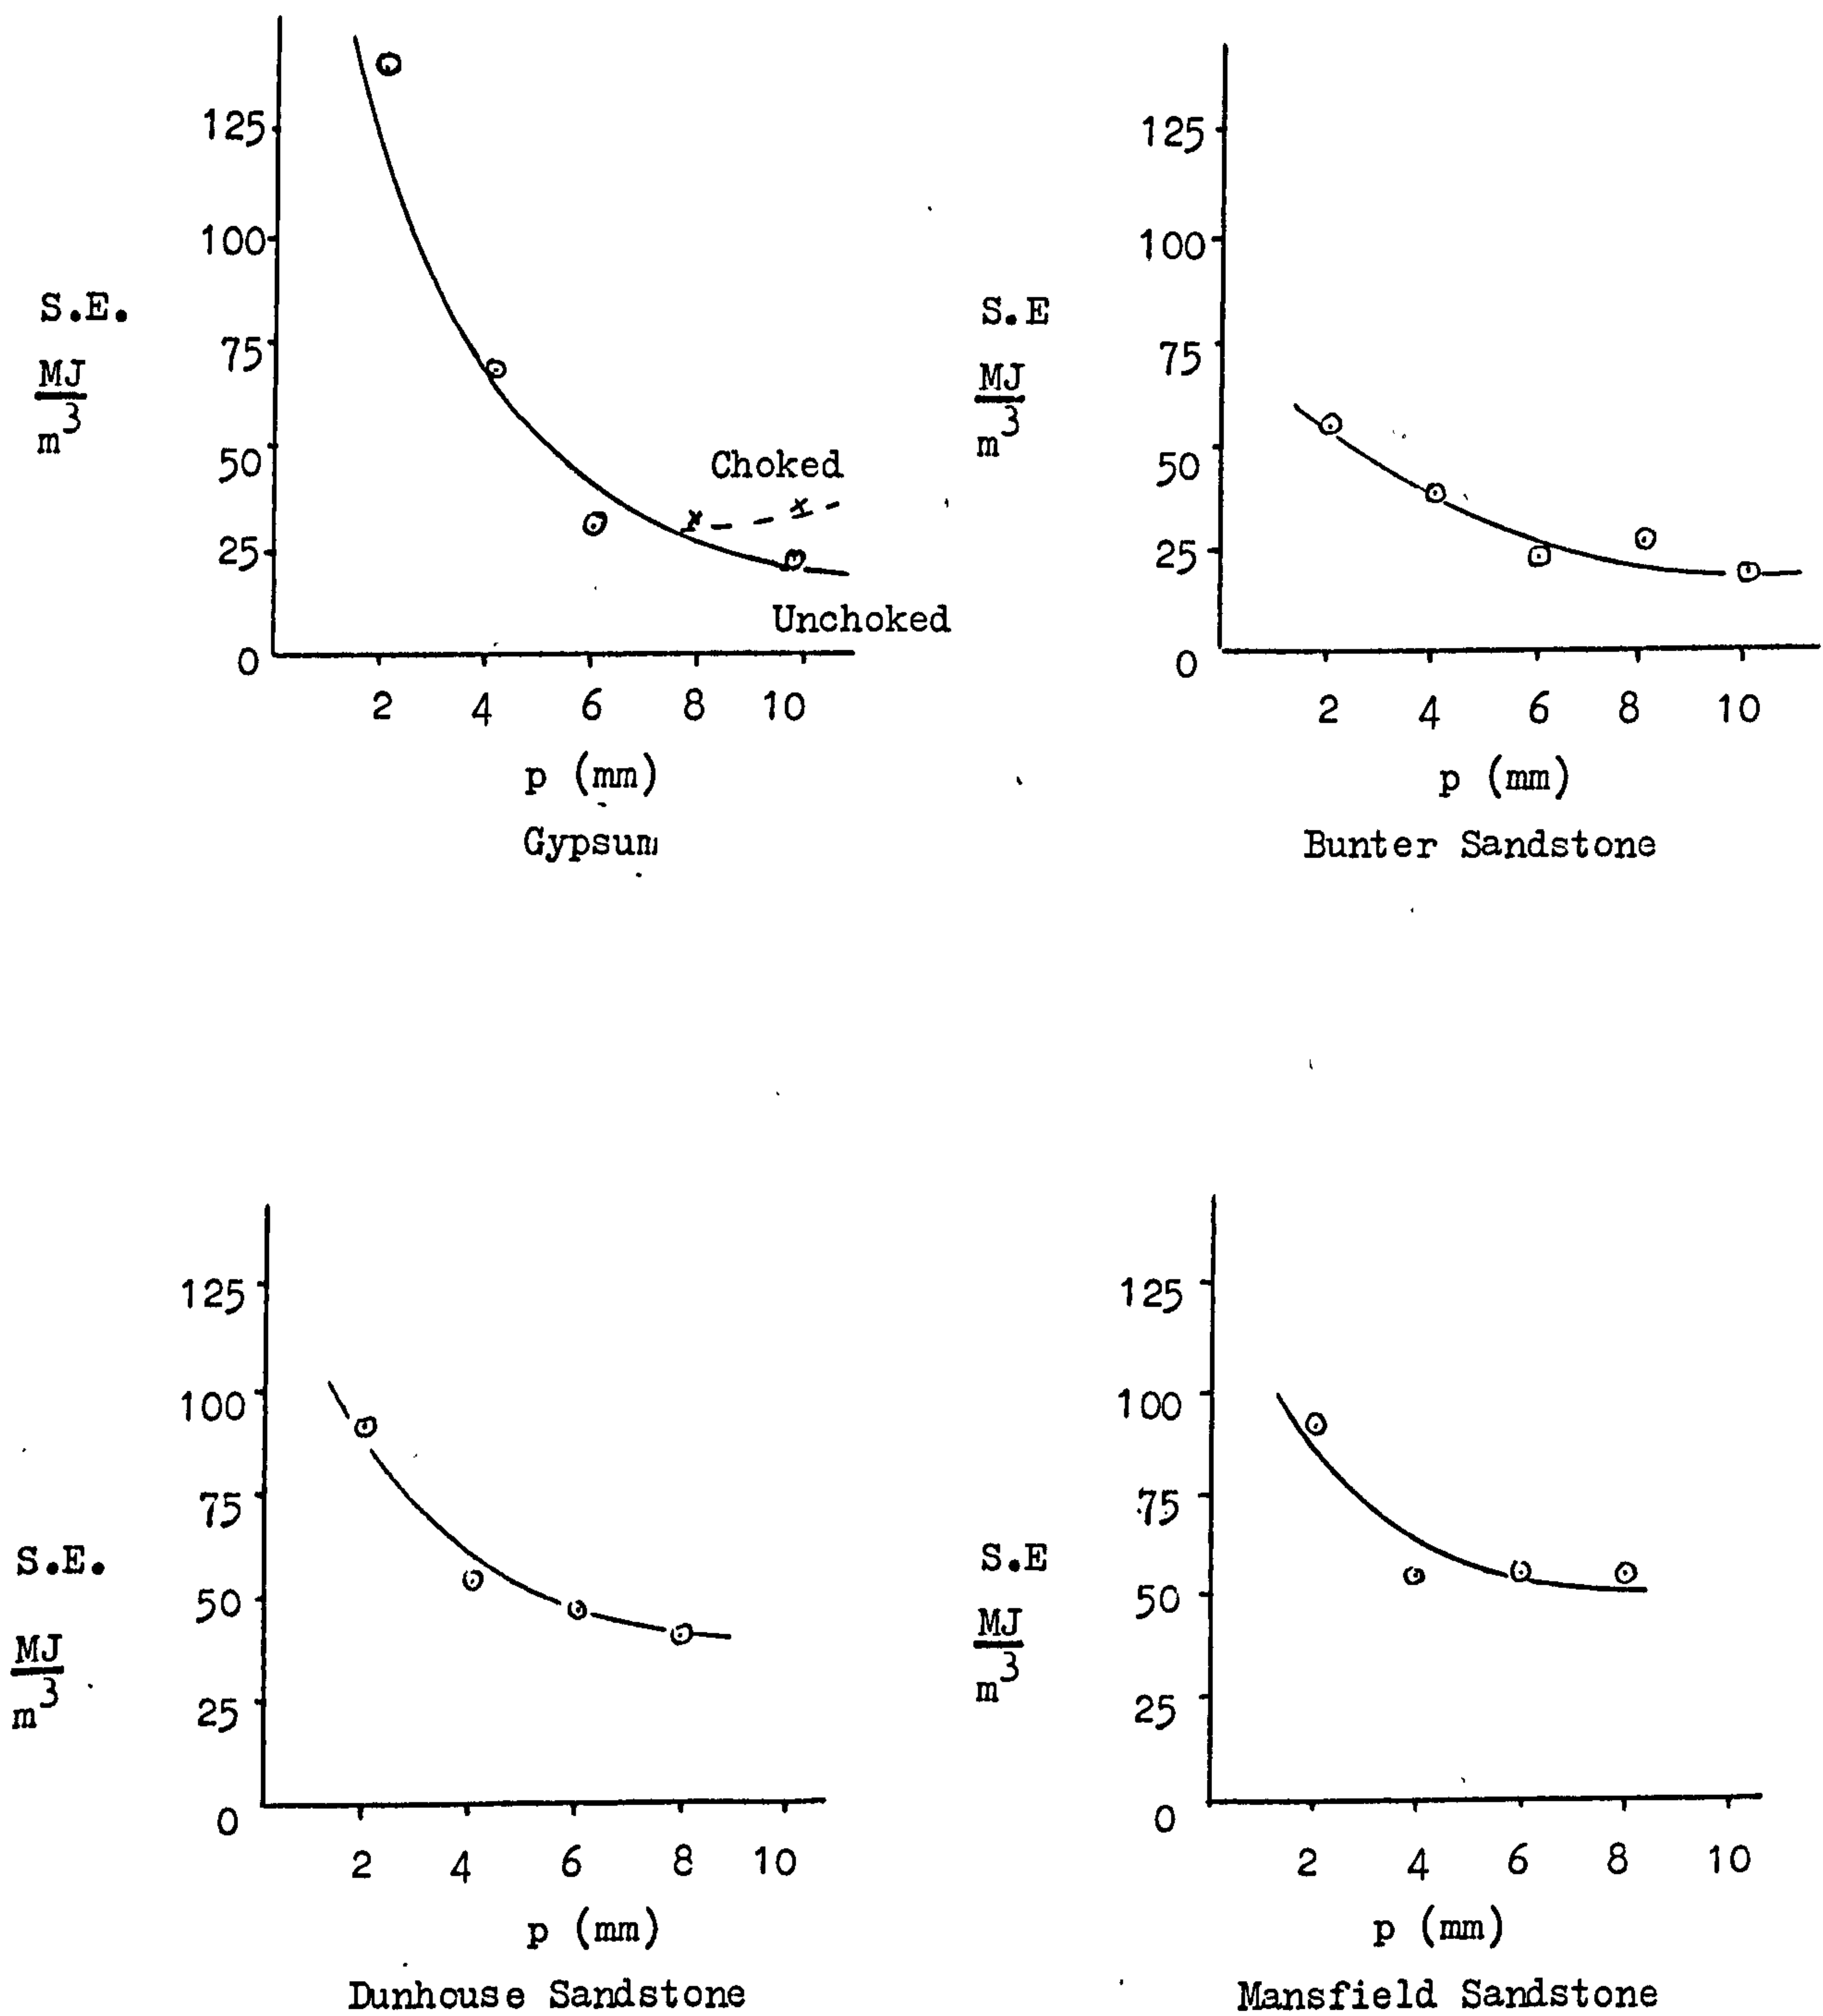 125
100
S.E.
75
MJ
m3
50
Choked
25
Unchoked
0
2 4 6 8 10
p (mm)
Gypsum
125
100
S.E
75
MJ
m3
50
25
0
2 4 6 8 10
p (mm)
Bunter Sandstone
125
100
75
S.E.
50
MJ
m3
25
0
2 4 6 8 10
p (mm)
Dunhouse Sandstone
125
100
75
S.E
50
MJ
m3
25
0
2 4 6 8 10
p (mm)
Mansfield Sandstone